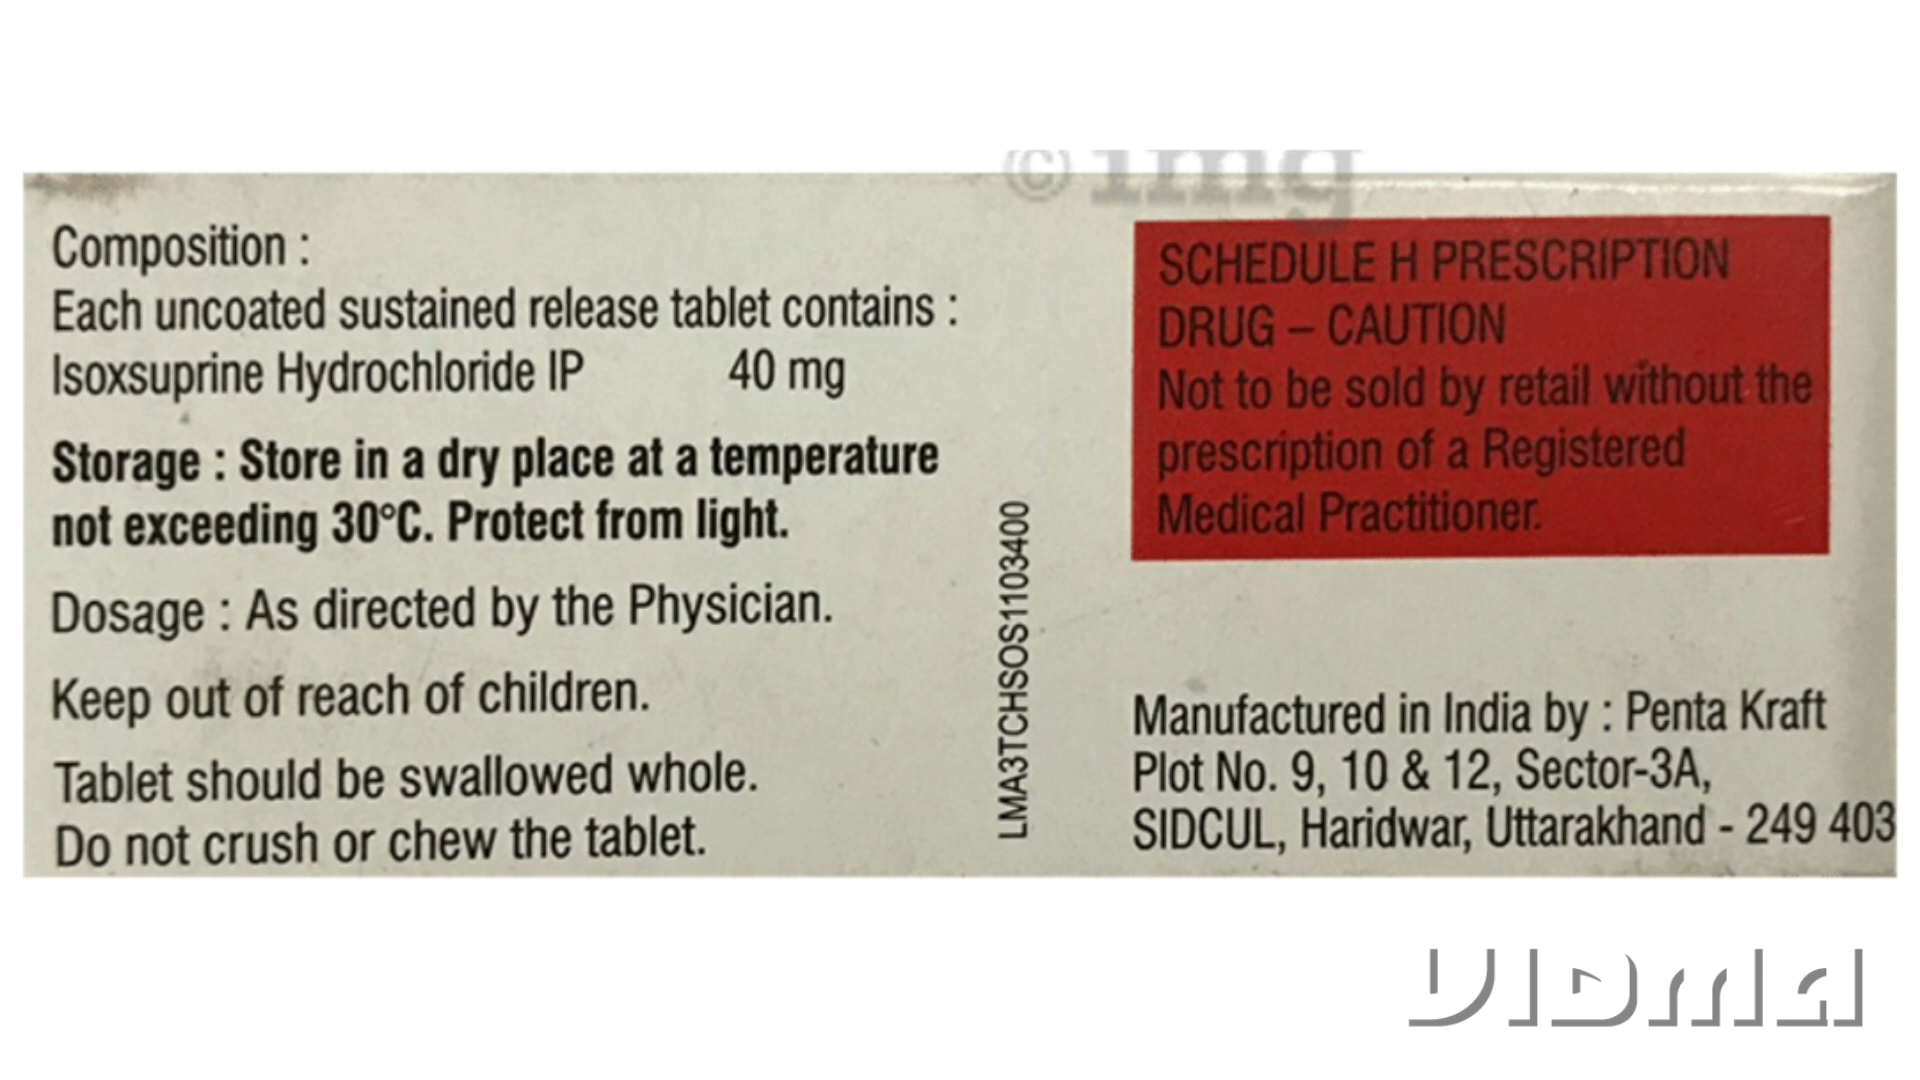 © 1mg
Composition :
Each uncoated sustained release tablet contains :
Isoxsuprine Hydrochloride IP 40 mg
Storage : Store in a dry place at a temperature
not exceeding 30°C. Protect from light.
Dosage : As directed by the Physician.
Keep out of reach of children.
Tablet should be swallowed whole.
Do not crush or chew the tablet.
LMA3TCHSOS1103400
SCHEDULE H PRESCRIPTION
DRUG – CAUTION
Not to be sold by retail without the
prescription of a Registered
Medical Practitioner.
Manufactured in India by : Penta Kraft
Plot No. 9, 10 & 12, Sector-3A,
SIDCUL, Haridwar, Uttarakhand - 249 403
VIDMA